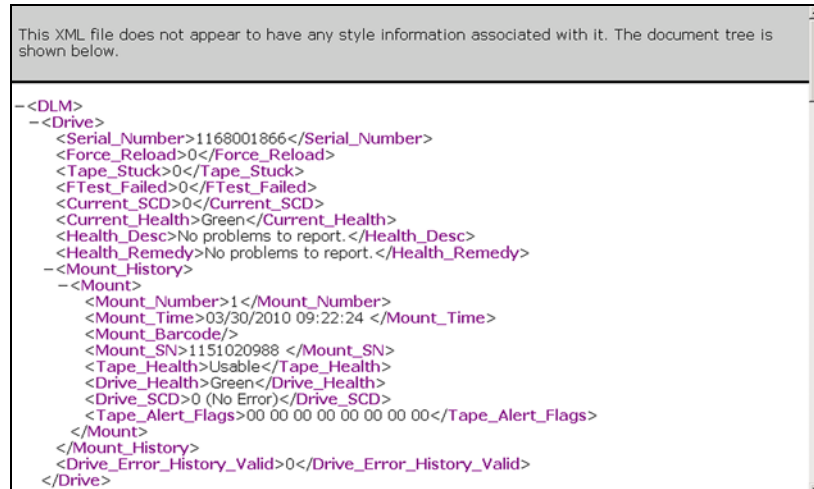 This XML file does not appear to have any style information associated with it. The document tree is
shown below.
-<DLM>
-<Drive>
<Serial_Number>1168001866</Serial_Number>
<Force_Reload>0</Force_Reload>
<Tape_Stuck>0</Tape_Stuck>
<FTest_Failed>0</FTest_Failed>
<Current_SCD>0</Current_SCD>
<Current_Health>Green</Current_Health>
<Health_Desc>No problems to report.</Health_Desc>
<Health_Remedy>No problems to report.</Health_Remedy>
-<Mount_History>
-<Mount>
<Mount_Number>1</Mount_Number>
<Mount_Time>03/30/2010 09:22:24 </Mount_Time>
<Mount_Barcode/>
<Mount_SN>1151020988 </Mount_SN>
<Tape_Health>Usable</Tape_Health>
<Drive_Health>Green</Drive_Health>
<Drive_SCD>0 (No Error)</Drive_SCD>
<Tape_Alert_Flags>00 00 00 00 00 00 00 00</Tape_Alert_Flags>
</Mount>
</Mount_History>
<Drive_Error_History_Valid>0</Drive_Error_History_Valid>
</Drive>